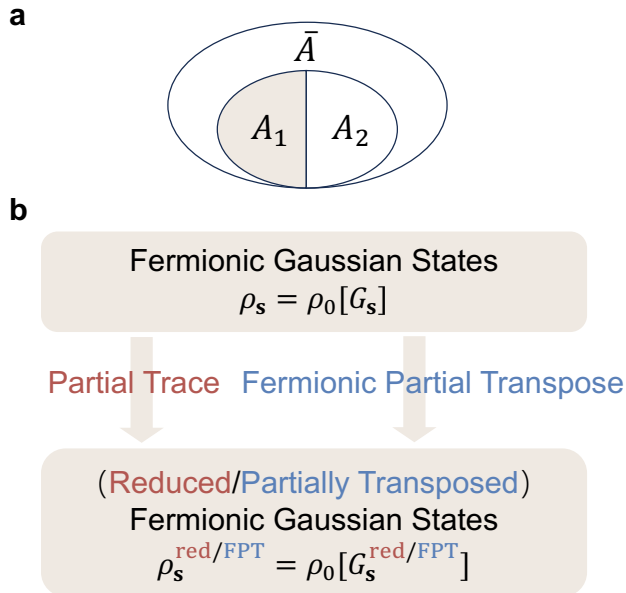 a
Ā
A₁ A₂
b
Fermionic Gaussian States
ρ_𝐬 = ρ₀[G_𝐬]
Partial Trace Fermionic Partial Transpose
(Reduced/Partially Transposed)
Fermionic Gaussian States
ρ_𝐬^{red/FPT} = ρ₀[G_𝐬^{red/FPT}]